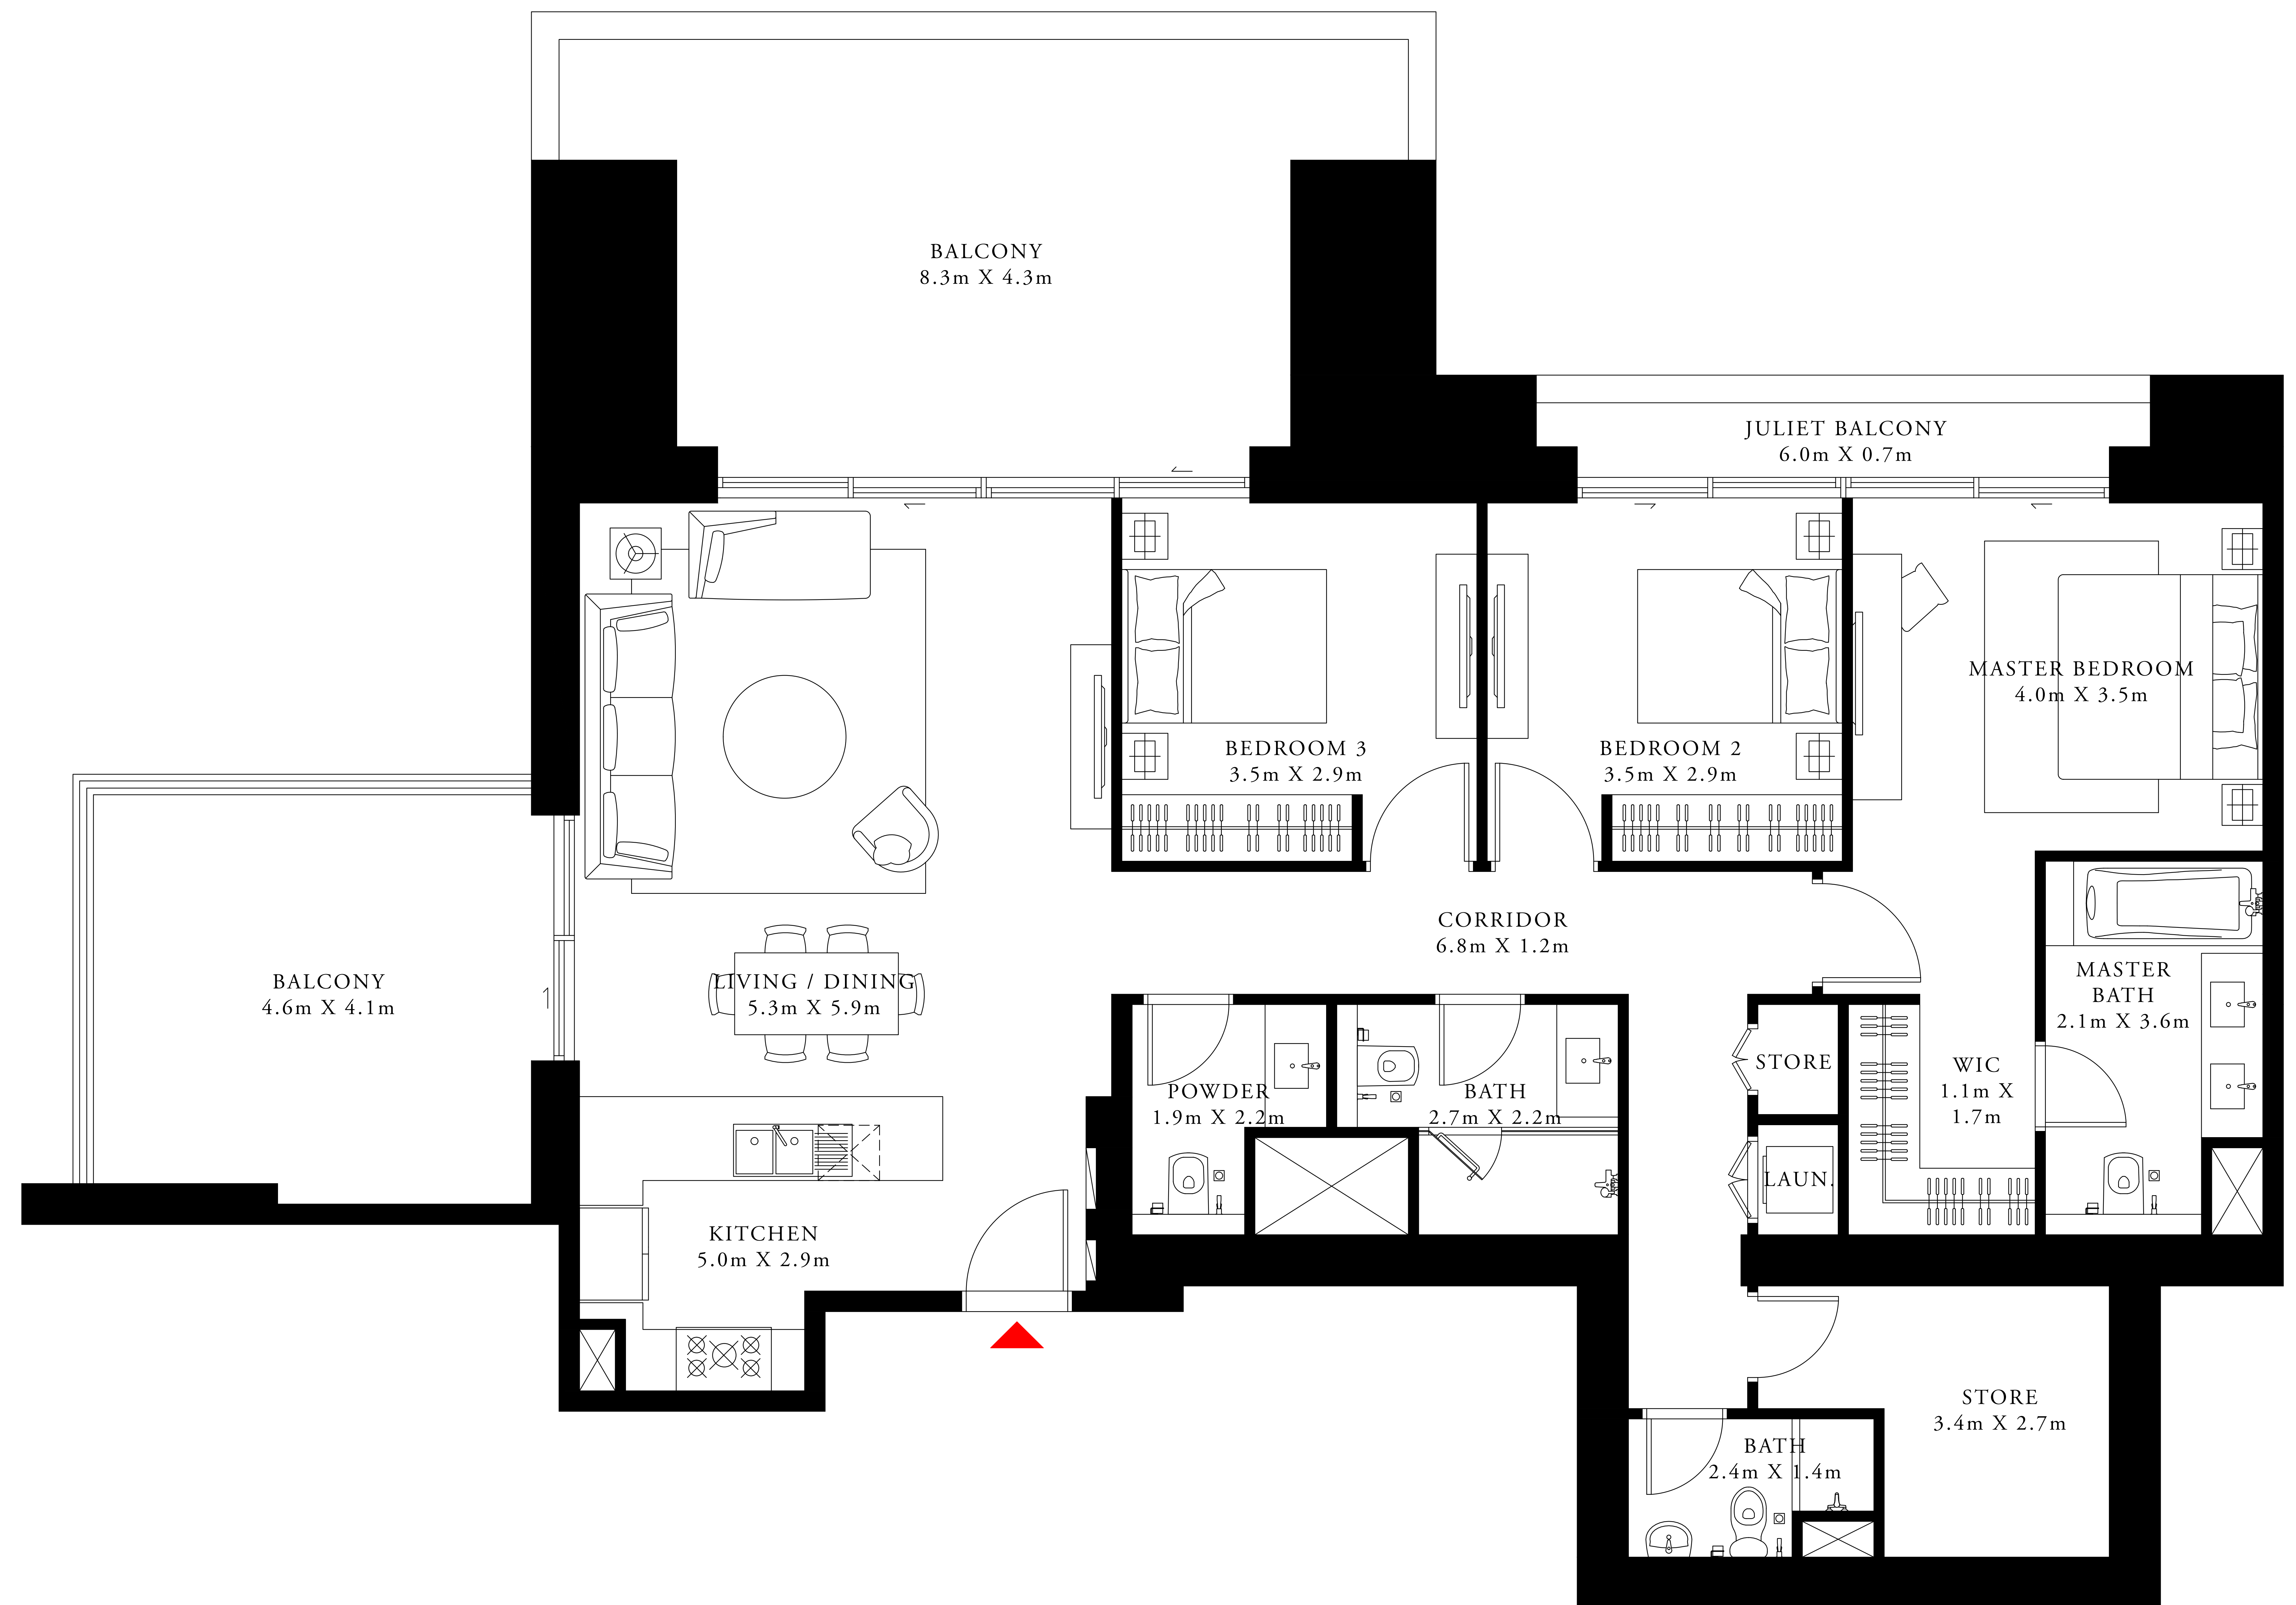 BALCONY
8.3m X 4.3m
JULIET BALCONY
6.0m X 0.7m
MASTER BEDROOM
4.0m X 3.5m
BEDROOM 3
3.5m X 2.9m
BEDROOM 2
3.5m X 2.9m
CORRIDOR
6.8m X 1.2m
BALCONY
4.6m X 4.1m
LIVING / DINING
5.3m X 5.9m
MASTER
BATH
2.1m X 3.6m
STORE
WIC
1.1m X
1.7m
POWDER
1.9m X 2.2m
BATH
2.7m X 2.2m
LAUN.
KITCHEN
5.0m X 2.9m
STORE
3.4m X 2.7m
BATH
2.4m X 1.4m